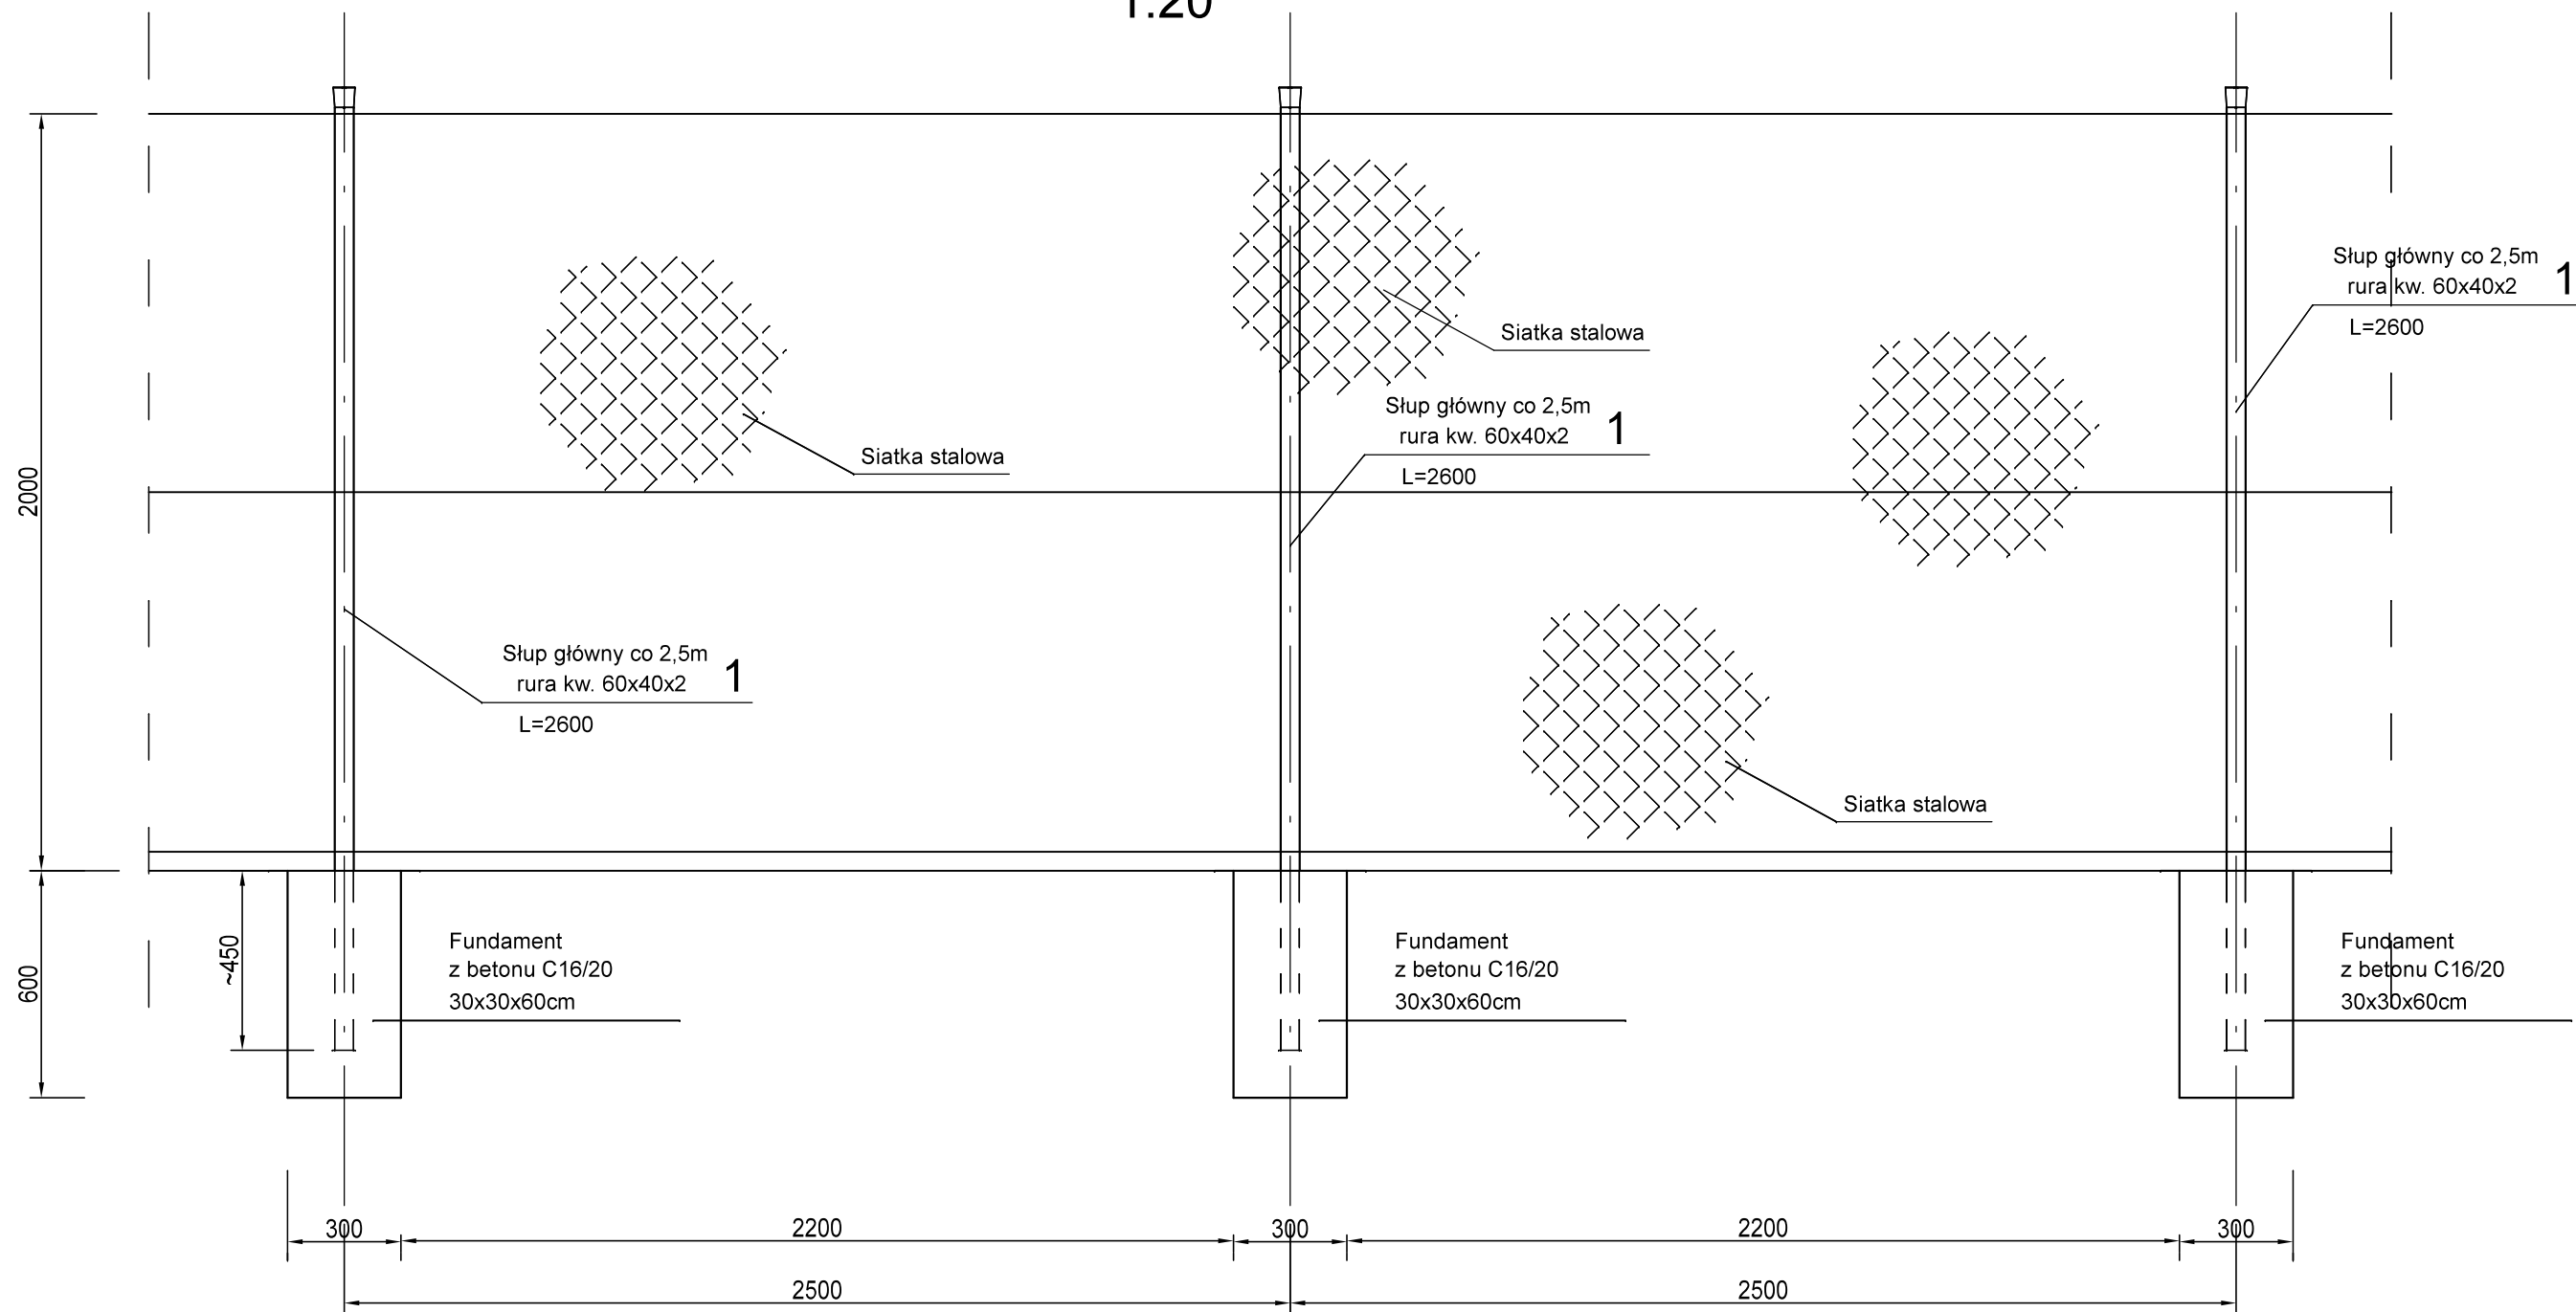 1:20
Słup główny co 2,5m
rura kw. 60x40x2 1
L=2600
Siatka stalowa
Słup główny co 2,5m
rura kw. 60x40x2 1
L=2600
Siatka stalowa
2000
Słup główny co 2,5m
rura kw. 60x40x2 1
L=2600
Siatka stalowa
600
~450
Fundament
z betonu C16/20
30x30x60cm
Fundament
z betonu C16/20
30x30x60cm
Fundament
z betonu C16/20
30x30x60cm
300 2200 300 2200 300
2500 2500